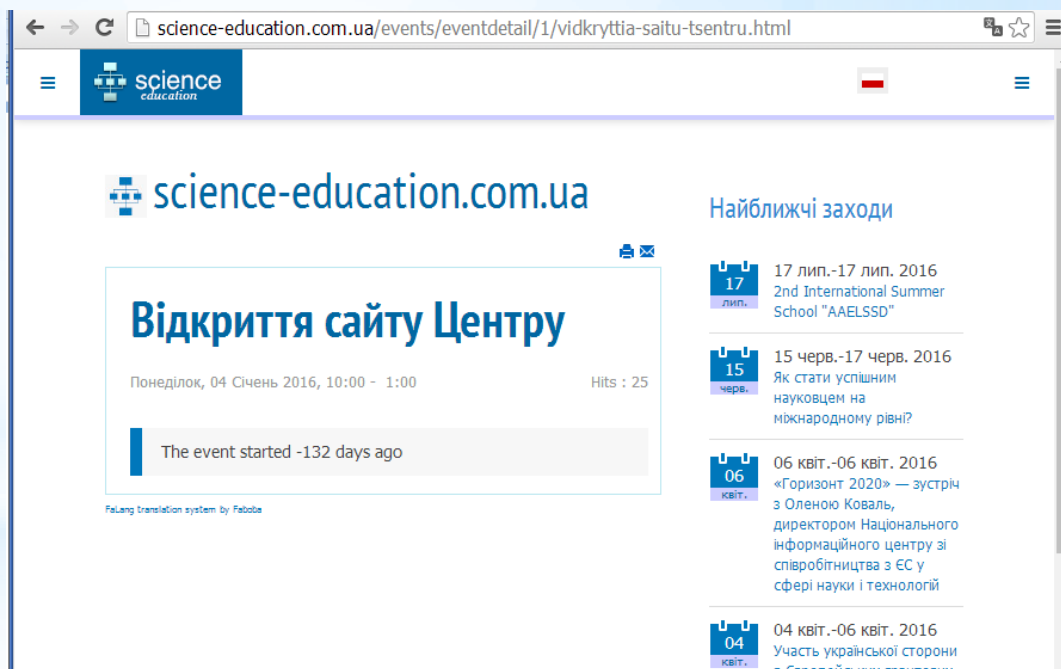 science-education.com.ua/events/eventdetail/1/vidkryttia-saitu-tsentru.html
science
education
science-education.com.ua
Відкриття сайту Центру
Понеділок, 04 Січень 2016, 10:00 - 1:00
Hits : 25
The event started -132 days ago
FaLang translation system by Faboba
Найближчі заходи
17
лип.
17 лип.-17 лип. 2016
2nd International Summer
School "AAELSSD"
15
черв.
15 черв.-17 черв. 2016
Як стати успішним
науковцем на
міжнародному рівні?
06
квіт.
06 квіт.-06 квіт. 2016
«Горизонт 2020» — зустріч
з Оленою Коваль,
директором Національного
інформаційного центру зі
співробітництва з ЄС у
сфері науки і технологій
04
квіт.
04 квіт.-06 квіт. 2016
Участь української сторони